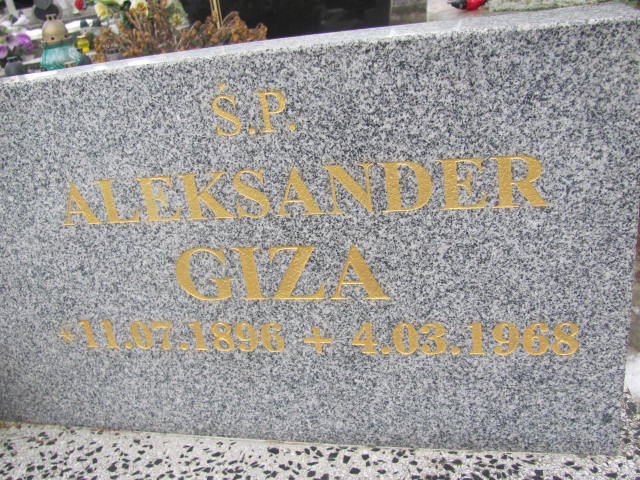 Ś.P.
ALEKSANDER
GIZA
*11.07.1896 + 4.03.1968